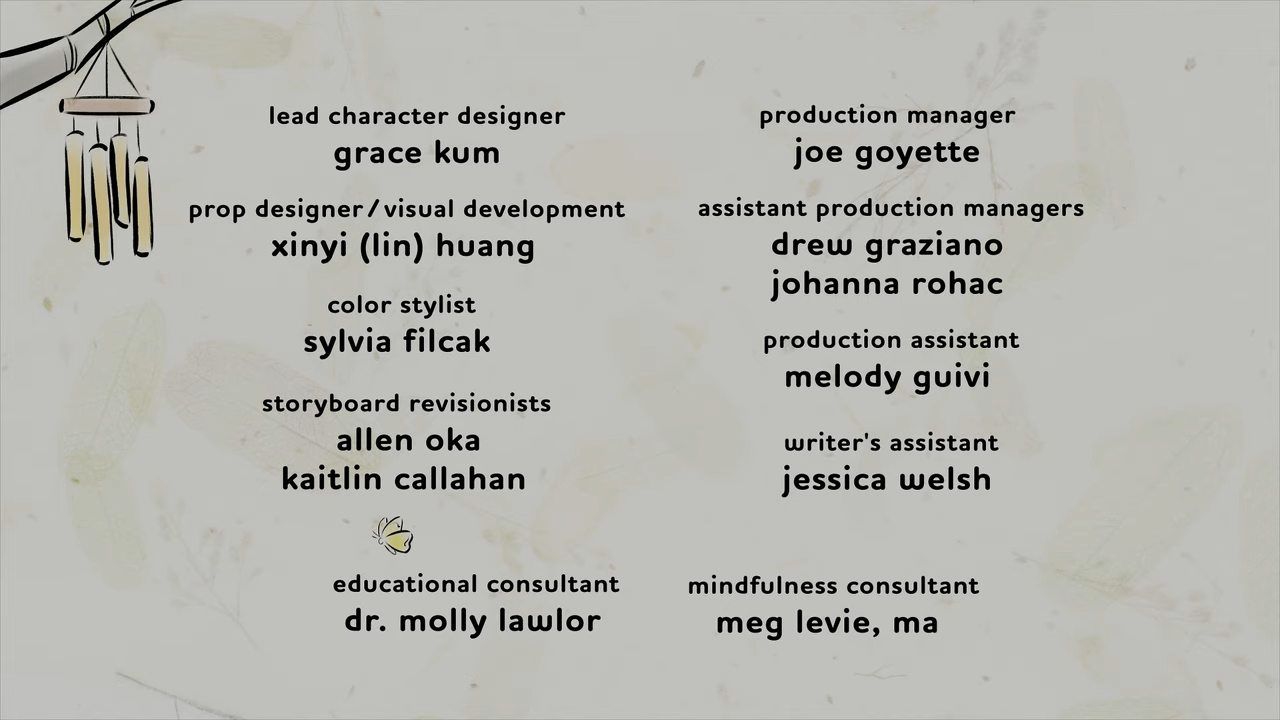 lead character designer
grace kum
prop designer/visual development
xinyi (lin) huang
color stylist
sylvia filcak
storyboard revisionists
allen oka
kaitlin callahan
production manager
joe goyette
assistant production managers
drew graziano
johanna rohac
production assistant
melody guivi
writer's assistant
jessica welsh
educational consultant
dr. molly lawlor
mindfulness consultant
meg levie, ma